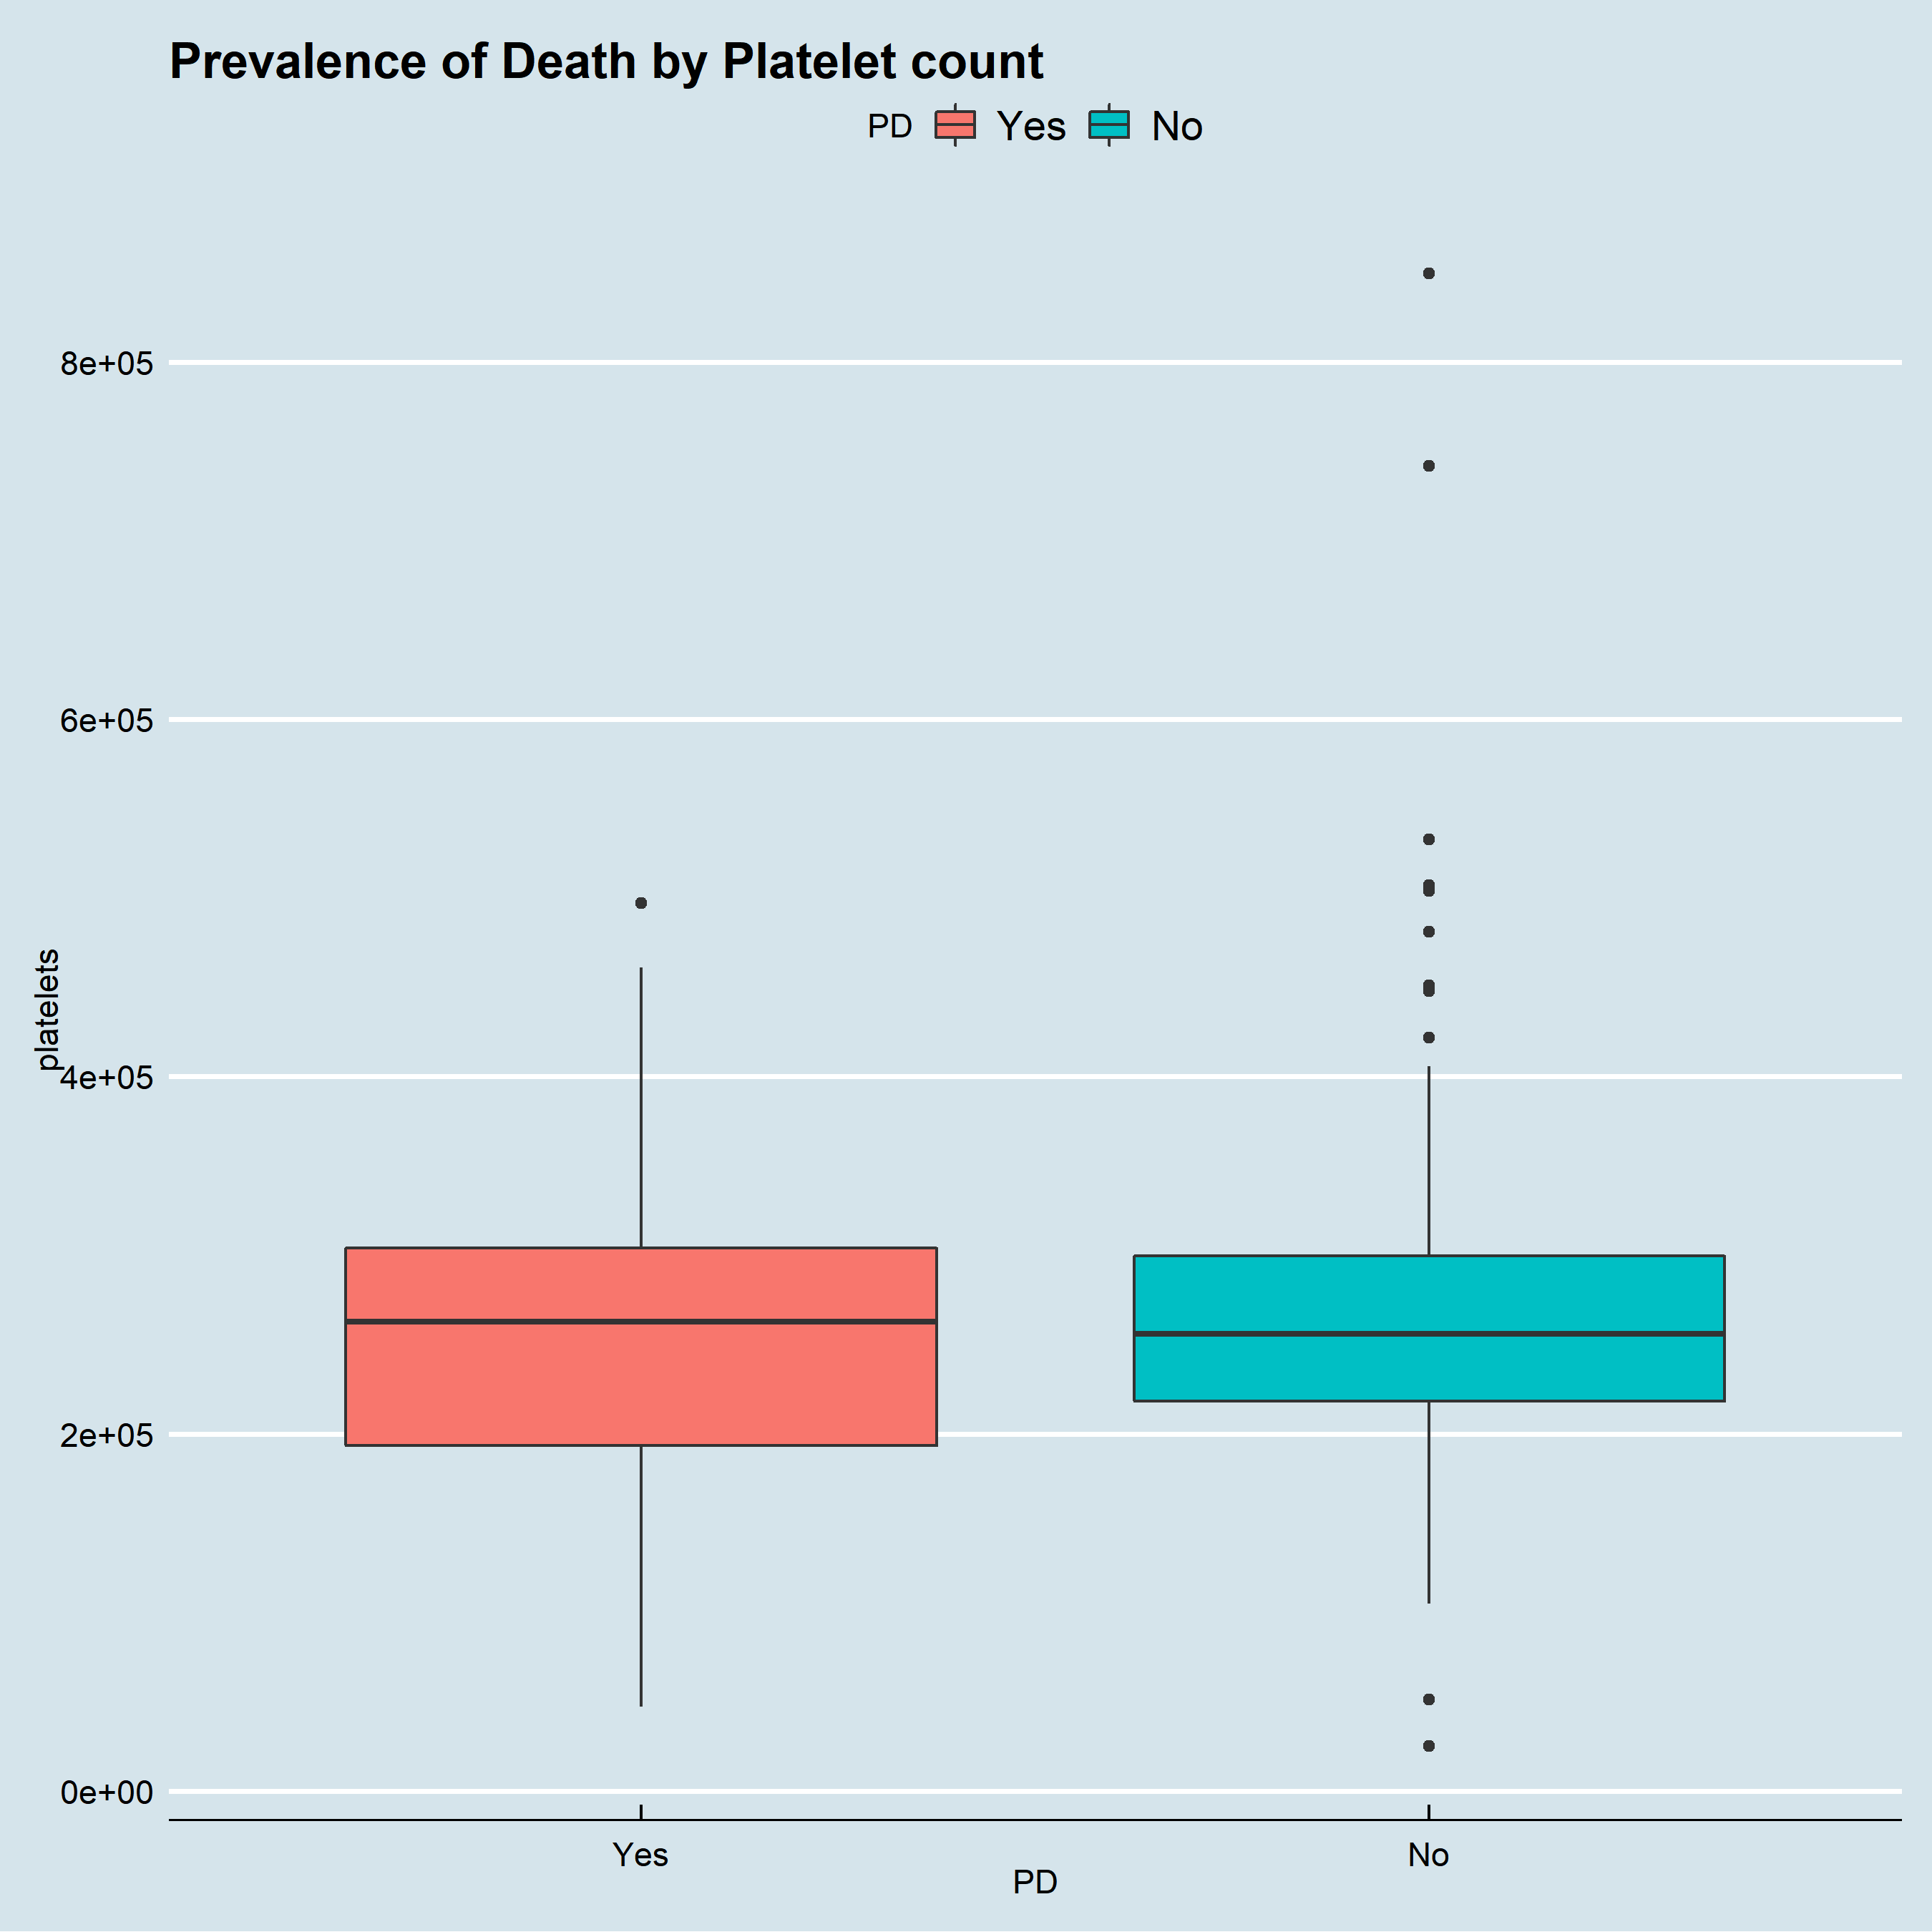 Prevalence of Death by Platelet count
PD Yes No
8e+05
6e+05
4e+05
2e+05
0e+00
platelets
Yes No
PD